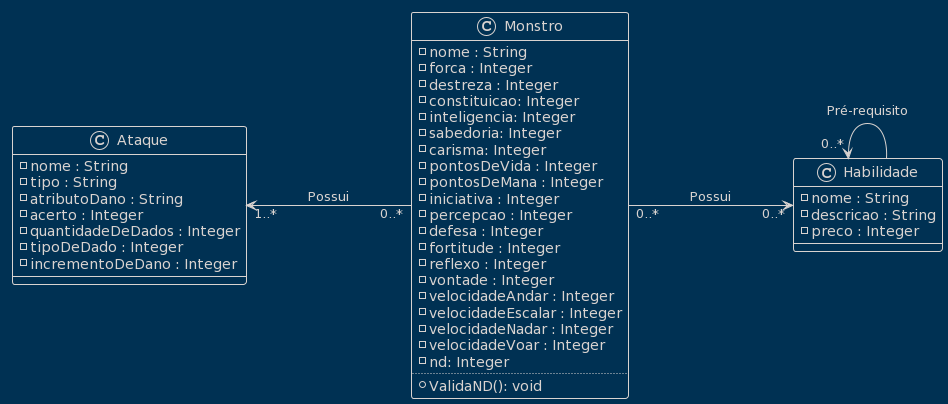 C Ataque
nome : String
tipo : String
atributoDano : String
acerto : Integer
quantidadeDeDados : Integer
tipoDeDado : Integer
incrementoDeDano : Integer
Possui
1..*
0..*
C Monstro
nome : String
forca : Integer
destreza : Integer
constituicao: Integer
inteligencia: Integer
sabedoria: Integer
carisma: Integer
pontosDeVida : Integer
pontosDeMana : Integer
iniciativa : Integer
percepcao : Integer
defesa : Integer
fortitude : Integer
reflexo : Integer
vontade : Integer
velocidadeAndar : Integer
velocidadeEscalar : Integer
velocidadeNadar : Integer
velocidadeVoar : Integer
nd: Integer
ValidaND(): void
Possui
0..*
0..*
Pré-requisito
0..*
C Habilidade
nome : String
descricao : String
preco : Integer